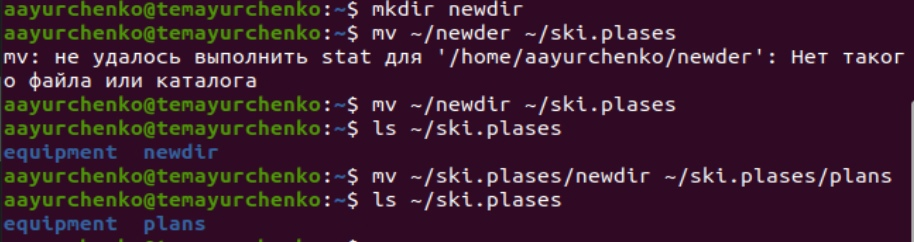 aayurchenko@temayurchenko:~$ mkdir newdir
aayurchenko@temayurchenko:~$ mv ~/newder ~/ski.plases
mv: не удалось выполнить stat для '/home/aayurchenko/newder': Нет таког
о файла или каталога
aayurchenko@temayurchenko:~$ mv ~/newdir ~/ski.plases
aayurchenko@temayurchenko:~$ ls ~/ski.plases
equipment  newdir
aayurchenko@temayurchenko:~$ mv ~/ski.plases/newdir ~/ski.plases/plans
aayurchenko@temayurchenko:~$ ls ~/ski.plases
equipment  plans